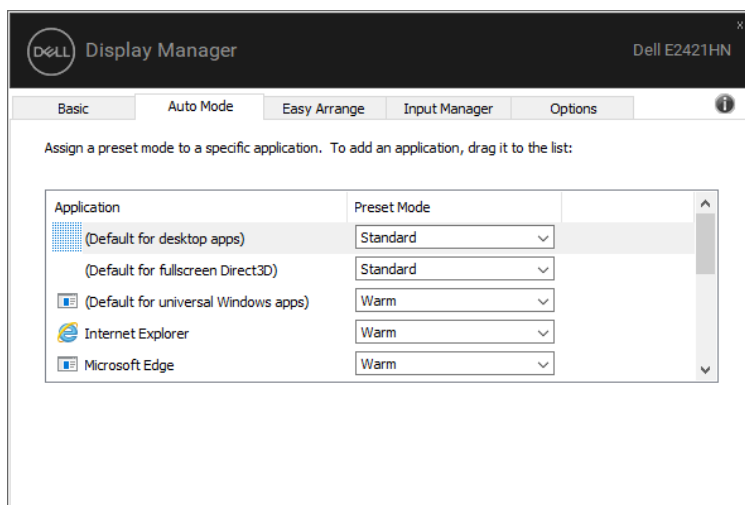 DELL Display Manager
Dell E2421HN
Basic Auto Mode Easy Arrange Input Manager Options
Assign a preset mode to a specific application. To add an application, drag it to the list:
Application Preset Mode
(Default for desktop apps) Standard
(Default for fullscreen Direct3D) Standard
(Default for universal Windows apps) Warm
Internet Explorer Warm
Microsoft Edge Warm